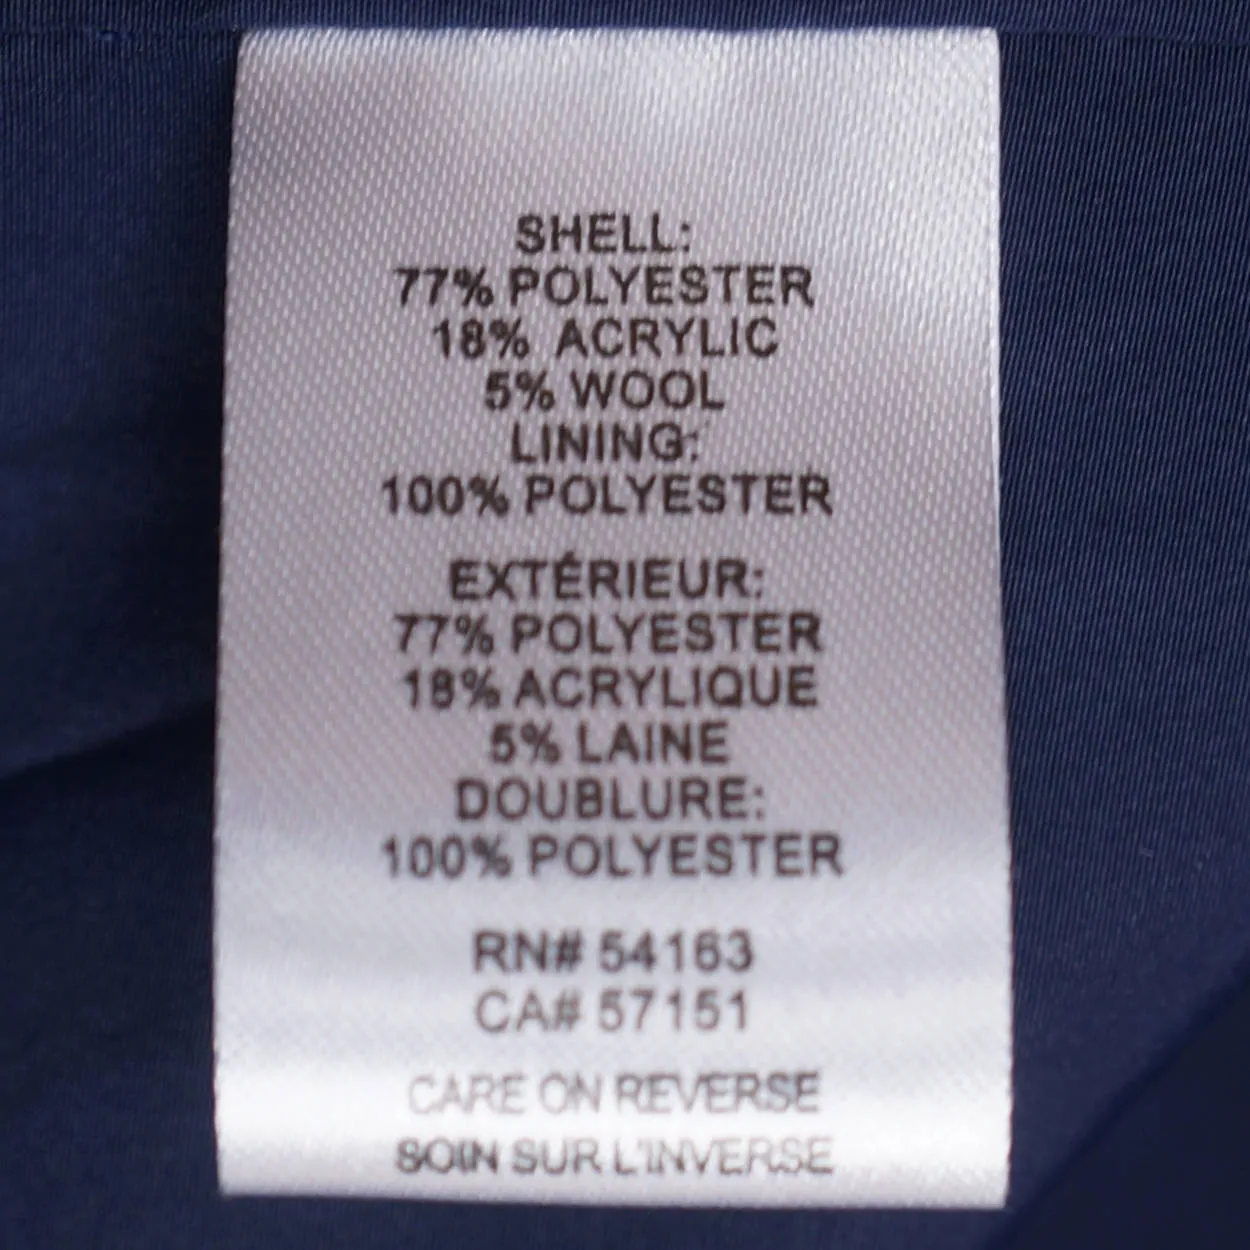 SHELL:
77% POLYESTER
18% ACRYLIC
5% WOOL
LINING:
100% POLYESTER
EXTÉRIEUR:
77% POLYESTER
18% ACRYLIQUE
5% LAINE
DOUBLURE:
100% POLYESTER
RN# 54163
CA# 57151
CARE ON REVERSE
SOIN SUR L'INVERSE